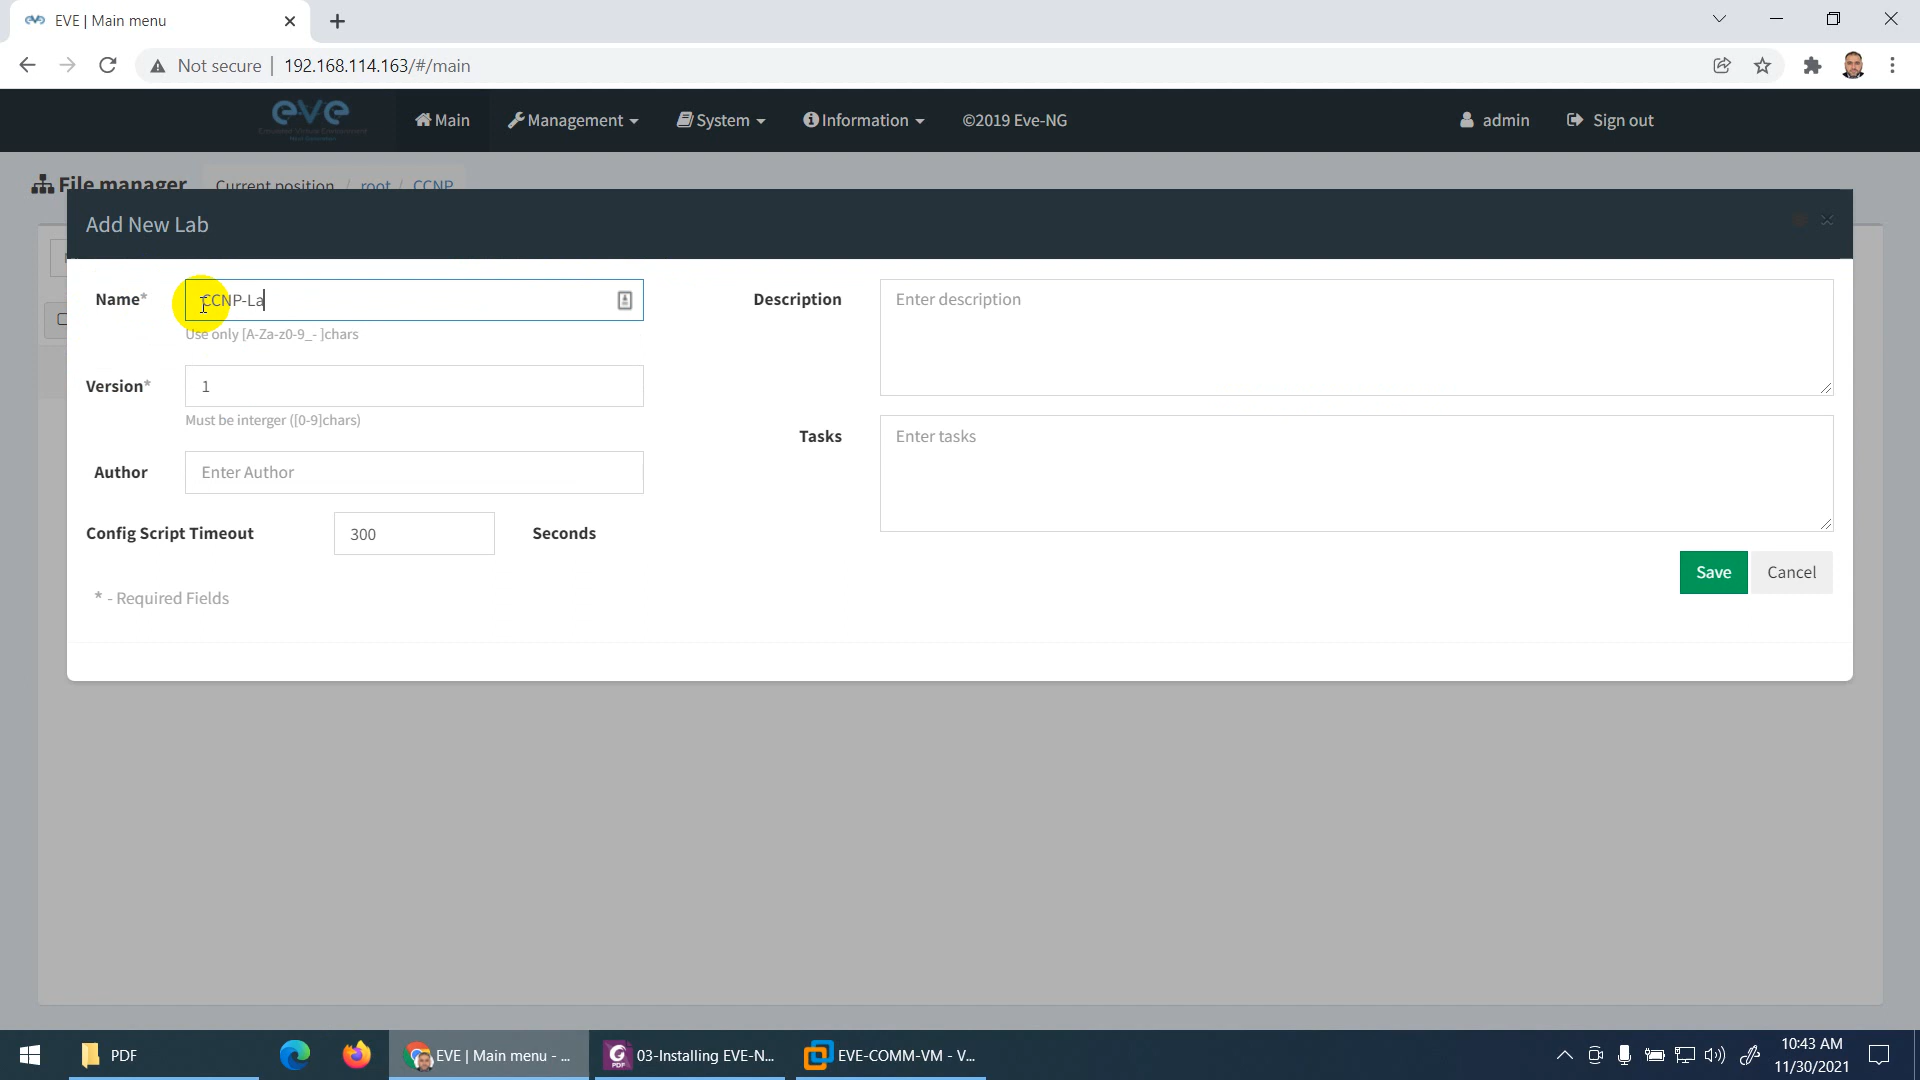 EVE | Main menu
Not secure | 192.168.114.163/#/main
eve
Main
Management
System
Information
©2019 Eve-NG
admin
Sign out
File manager
Current position / root / CCNP
Add New Lab
Name*
CCNP-La
Use only [A-Za-z0-9_- ]chars
Description
Enter description
Version*
1
Must be interger ([0-9]chars)
Tasks
Enter tasks
Author
Enter Author
Config Script Timeout
300
Seconds
Save
Cancel
* - Required Fields
PDF
EVE | Main menu - ...
03-Installing EVE-N...
EVE-COMM-VM - V...
10:43 AM
11/30/2021